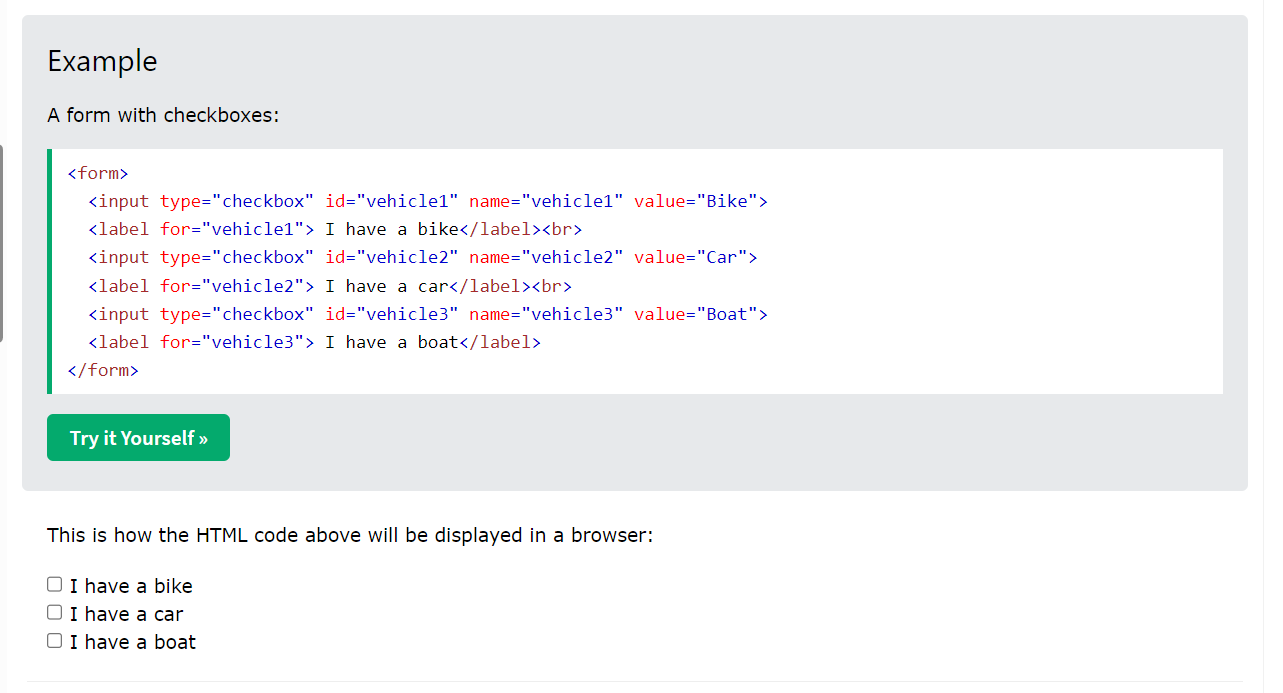 Example
A form with checkboxes:
<form>
  <input type="checkbox" id="vehicle1" name="vehicle1" value="Bike">
  <label for="vehicle1"> I have a bike</label><br>
  <input type="checkbox" id="vehicle2" name="vehicle2" value="Car">
  <label for="vehicle2"> I have a car</label><br>
  <input type="checkbox" id="vehicle3" name="vehicle3" value="Boat">
  <label for="vehicle3"> I have a boat</label>
</form>
Try it Yourself »
This is how the HTML code above will be displayed in a browser:
I have a bike
I have a car
I have a boat